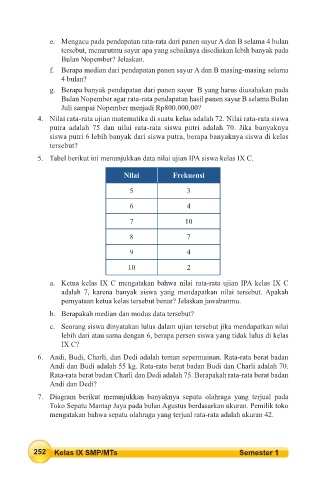 e. Mengacu pada pendapatan rata-rata dari panen sayur A dan B selama 4 bulan
tersebut, menurutmu sayur apa yang sebaiknya disediakan lebih banyak pada
Bulan Nopember? Jelaskan.
f. Berapa median dari pendapatan panen sayur A dan B masing-masing selama
4 bulan?
g. Berapa banyak pendapatan dari panen sayur B yang harus diusahakan pada
Bulan Nopember agar rata-rata pendapatan hasil panen sayur B selama Bulan
Juli sampai Nopember menjadi Rp800.000,00?
4. Nilai rata-rata ujian matematika di suatu kelas adalah 72. Nilai rata-rata siswa
putra adalah 75 dan nilai rata-rata siswa putri adalah 70. Jika banyaknya
siswa putri 6 lebih banyak dari siswa putra, berapa banyaknya siswa di kelas
tersebut?
5. Tabel berikut ini menunjukkan data nilai ujian IPA siswa kelas IX C.
Nilai Frekuensi
5 3
6 4
7 10
8 7
9 4
10 2
a. Ketua kelas IX C mengatakan bahwa nilai rata-rata ujian IPA kelas IX C
adalah 7, karena banyak siswa yang mendapatkan nilai tersebut. Apakah
pernyataan ketua kelas tersebut benar? Jelaskan jawabanmu.
b. Berapakah median dan modus data tersebut?
c. Seorang siswa dinyatakan lulus dalam ujian tersebut jika mendapatkan nilai
lebih dari atau sama dengan 6, berapa persen siswa yang tidak lulus di kelas
IX C?
6. Andi, Budi, Charli, dan Dedi adalah teman sepermainan. Rata-rata berat badan
Andi dan Budi adalah 55 kg. Rata-rata berat badan Budi dan Charli adalah 70.
Rata-rata berat badan Charli dan Dedi adalah 75. Berapakah rata-rata berat badan
Andi dan Dedi?
7. Diagram berikut menunjukkan banyaknya sepatu olahraga yang terjual pada
Toko Sepatu Mantap Jaya pada bulan Agustus berdasarkan ukuran. Pemilik toko
mengatakan bahwa sepatu olahraga yang terjual rata-rata adalah ukuran 42.
252 Kelas IX SMP/MTs Semester 1